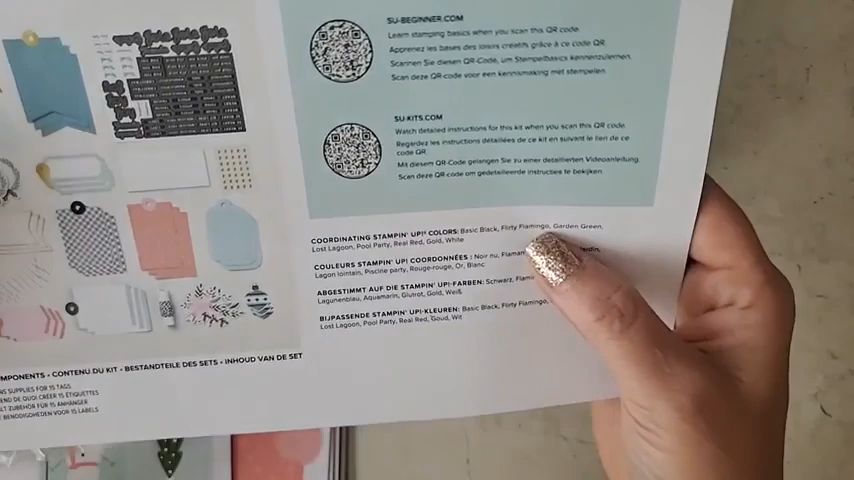 SU-BEGINNER.COM
Learn stamping basics when you scan this QR code.
Apprenez les bases des loisirs créatifs grâce à ce code QR.
Scannen Sie diesen QR-Code, um Stempelbasics kennenzulernen.
Scan deze QR-code voor een kennismaking met stempelen.
SU-KITS.COM
Watch detailed instructions for this kit when you scan this QR code.
Regardez les instructions détaillées de ce kit en suivant le lien de ce
code QR.
Mit diesem QR-Code gelangen Sie zu einer detaillierten Videoanleitung.
Scan deze QR-code om gedetailleerde instructies te bekijken.
COORDINATING STAMPIN' UP! COLORS: Basic Black, Flirty Flamingo, Garden Green,
Lost Lagoon, Pool Party, Real Red, Gold, White
COULEURS STAMPIN' UP! COORDONNÉES : Noir nu,
Lagon lointain, Piscine party, Rouge-rouge, Or, Blanc
ABGESTIMMT AUF DIE STAMPIN' UP!-FARBEN: Schwarz,
Lagunenblau, Aquamarin, Glutrot, Gold, Weiß
BIJPASSENDE STAMPIN' UP!-KLEUREN: Basic Black, Flirty Flamingo,
Lost Lagoon, Pool Party, Real Red, Goud, Wit
CONTENU DU KIT • BESTANDTEILE DES SETS • INHOUD VAN DE SET
SUPPLIES FOR 15 TAGS
DE QUOI CRÉER 15 ÉTIQUETTES
ZUBEHÖR FÜR 15 ANHÄNGER
BENODIGDHEDEN VOOR 15 LABELS